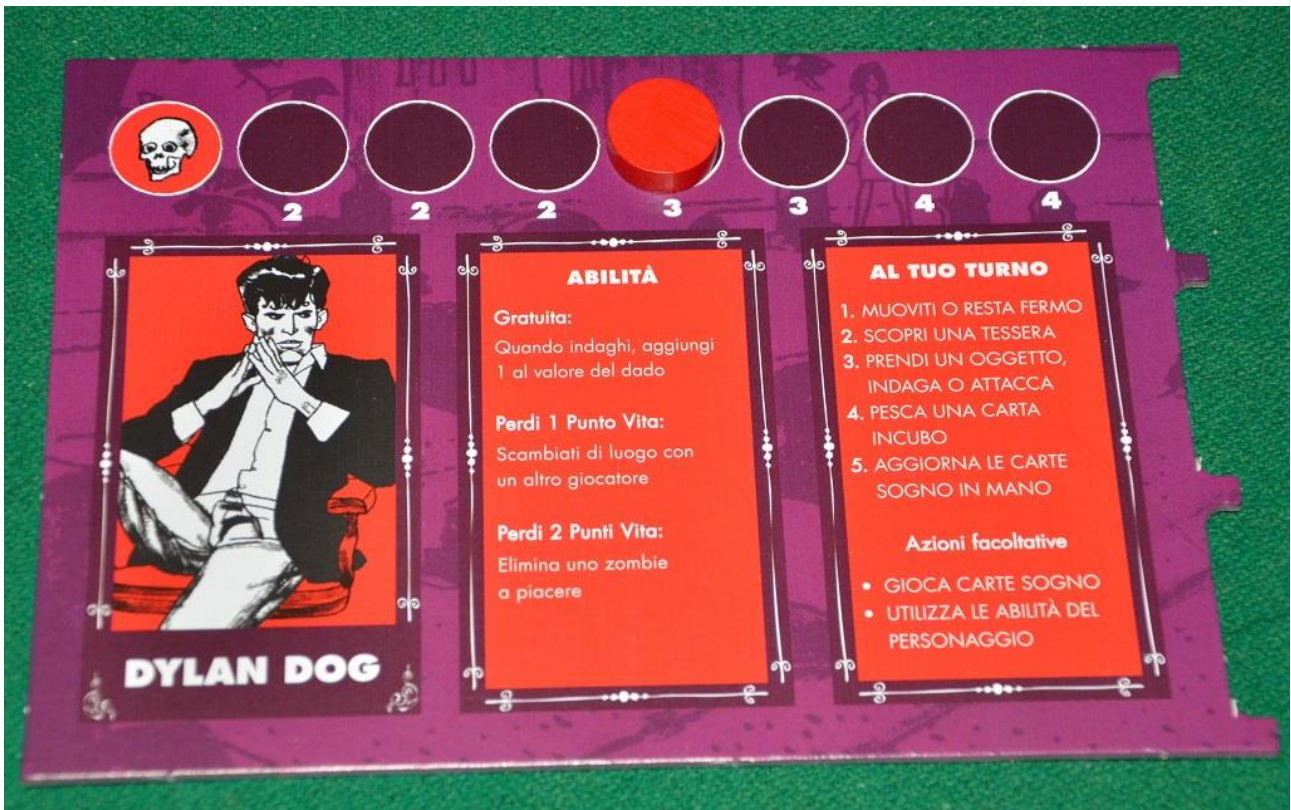 2 2 2 3 3 4 4
DYLAN DOG
ABILITÀ
Gratuita:
Quando indaghi, aggiungi
1 al valore del dado
Perdi 1 Punto Vita:
Scambiati di luogo con
un altro giocatore
Perdi 2 Punti Vita:
Elimina uno zombie
a piacere
AL TUO TURNO
1. MUOVITI O RESTA FERMO
2. SCOPRI UNA TESSERA
3. PRENDI UN OGGETTO,
INDAGA O ATTACCA
4. PESCA UNA CARTA
INCUBO
5. AGGIORNA LE CARTE
SOGNO IN MANO
Azioni facoltative
• GIOCA CARTE SOGNO
• UTILIZZA LE ABILITÀ DEL
PERSONAGGIO